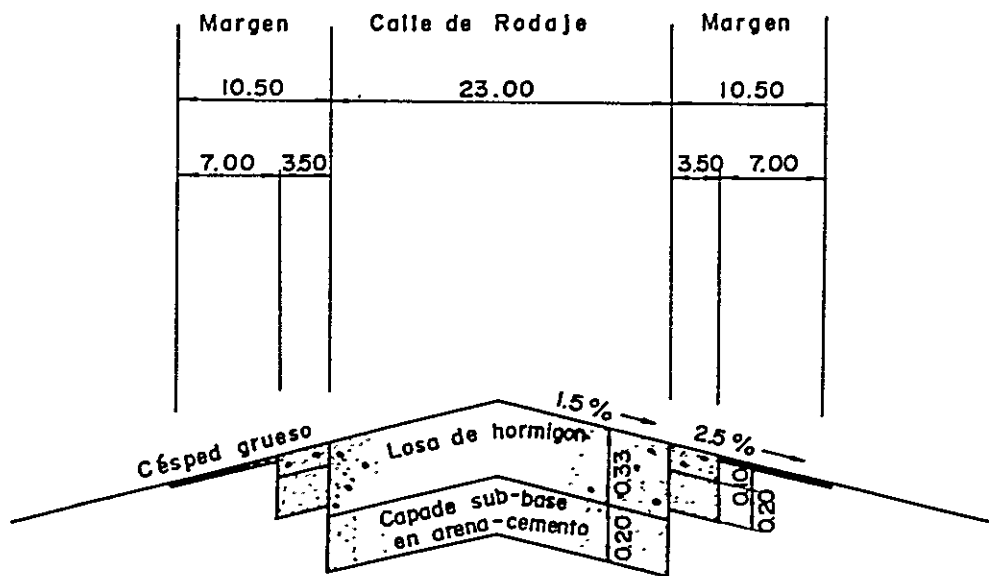 Margen Calle de Rodaje Margen
10.50 23.00 10.50
7.00 3.50 3.50 7.00
1.5%
2.5%
Césped grueso
Losa de hormigon
0.33
0.10
0.20
Capade sub-base
en arena-cemento
0.20